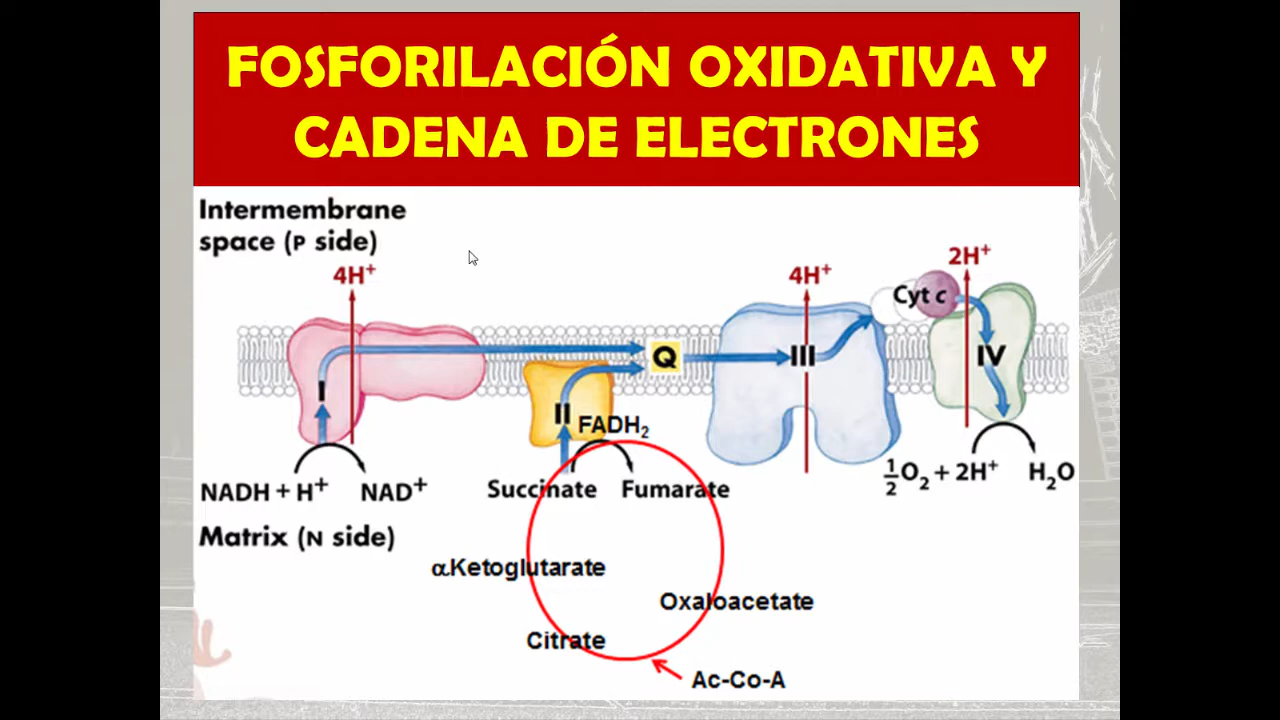 FOSFORILACIÓN OXIDATIVA Y
CADENA DE ELECTRONES
Intermembrane
space (P side)
4H⁺
4H⁺
2H⁺
Cyt c
I
Q
III
IV
II
FADH₂
NADH + H⁺
NAD⁺
Succinate
Fumarate
½O₂ + 2H⁺
H₂O
Matrix (N side)
αKetoglutarate
Oxaloacetate
Citrate
Ac-Co-A